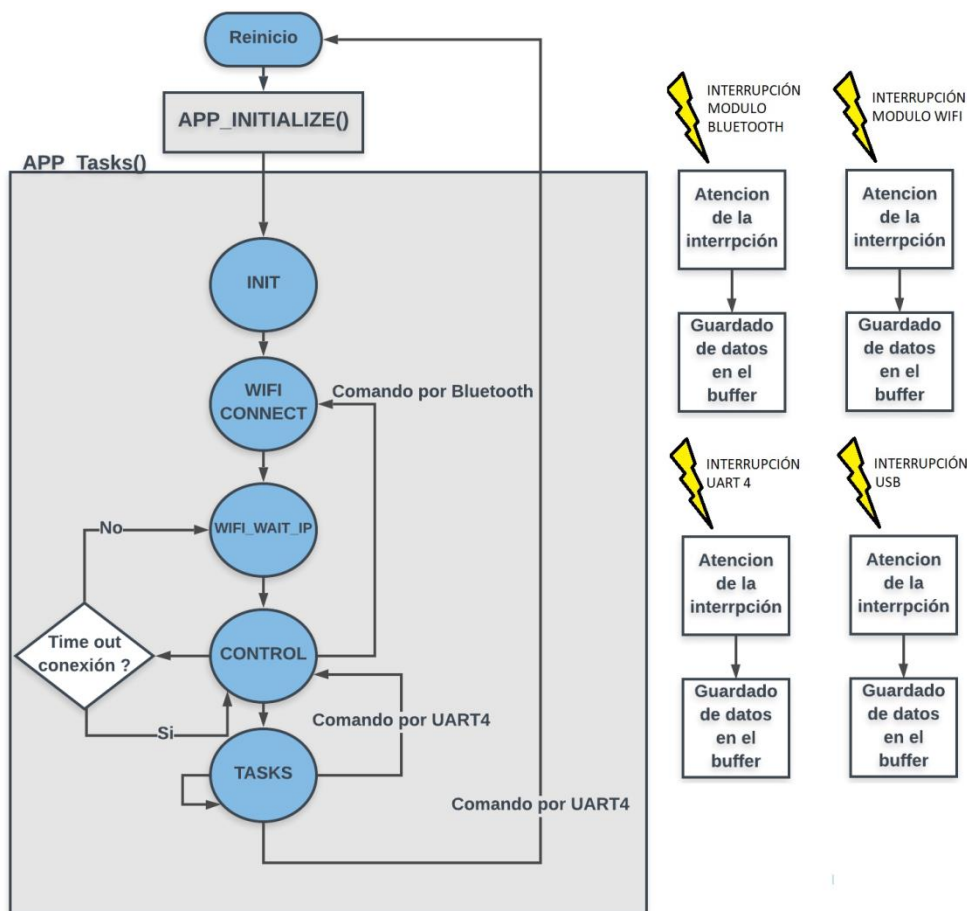 Reinicio
APP_INITIALIZE()
APP_Tasks()
INIT
WIFI
CONNECT
Comando por Bluetooth
WIFI_WAIT_IP
No
Time out
conexión ?
CONTROL
Si
Comando por UART4
TASKS
Comando por UART4
INTERRUPCIÓN
MODULO
BLUETOOTH
Atencion
de la
interrpción
Guardado
de datos
en el
buffer
INTERRUPCIÓN
MODULO WIFI
Atencion
de la
interrpción
Guardado
de datos
en el
buffer
INTERRUPCIÓN
UART 4
Atencion
de la
interrpción
Guardado
de datos
en el
buffer
INTERRUPCIÓN
USB
Atencion
de la
interrpción
Guardado
de datos
en el
buffer